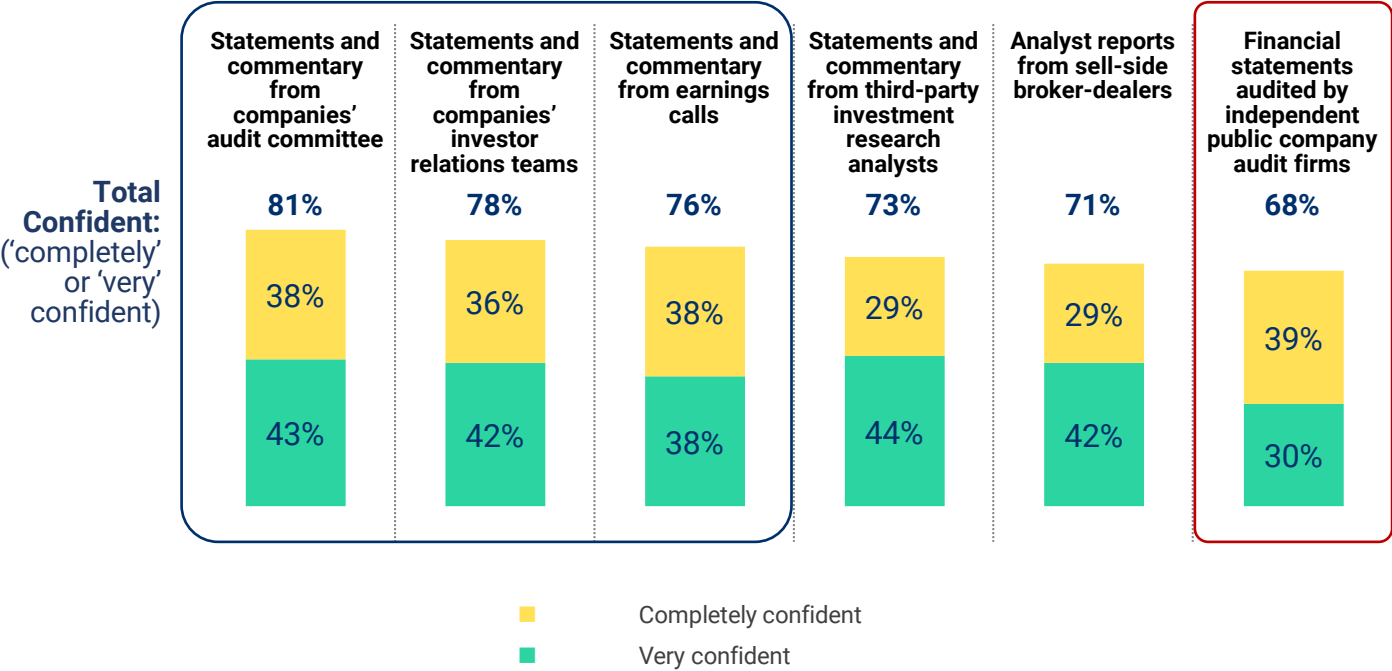 Statements and
commentary
from
companies’
audit committee
Statements and
commentary
from
companies’
investor
relations teams
Statements and
commentary
from earnings
calls
Statements and
commentary
from third-party
investment
research
analysts
Analyst reports
from sell-side
broker-dealers
Financial
statements
audited by
independent
public company
audit firms
Total
Confident:
(‘completely’
or ‘very’
confident)
81%
78%
76%
73%
71%
68%
38%
36%
38%
29%
29%
39%
43%
42%
38%
44%
42%
30%
Completely confident
Very confident